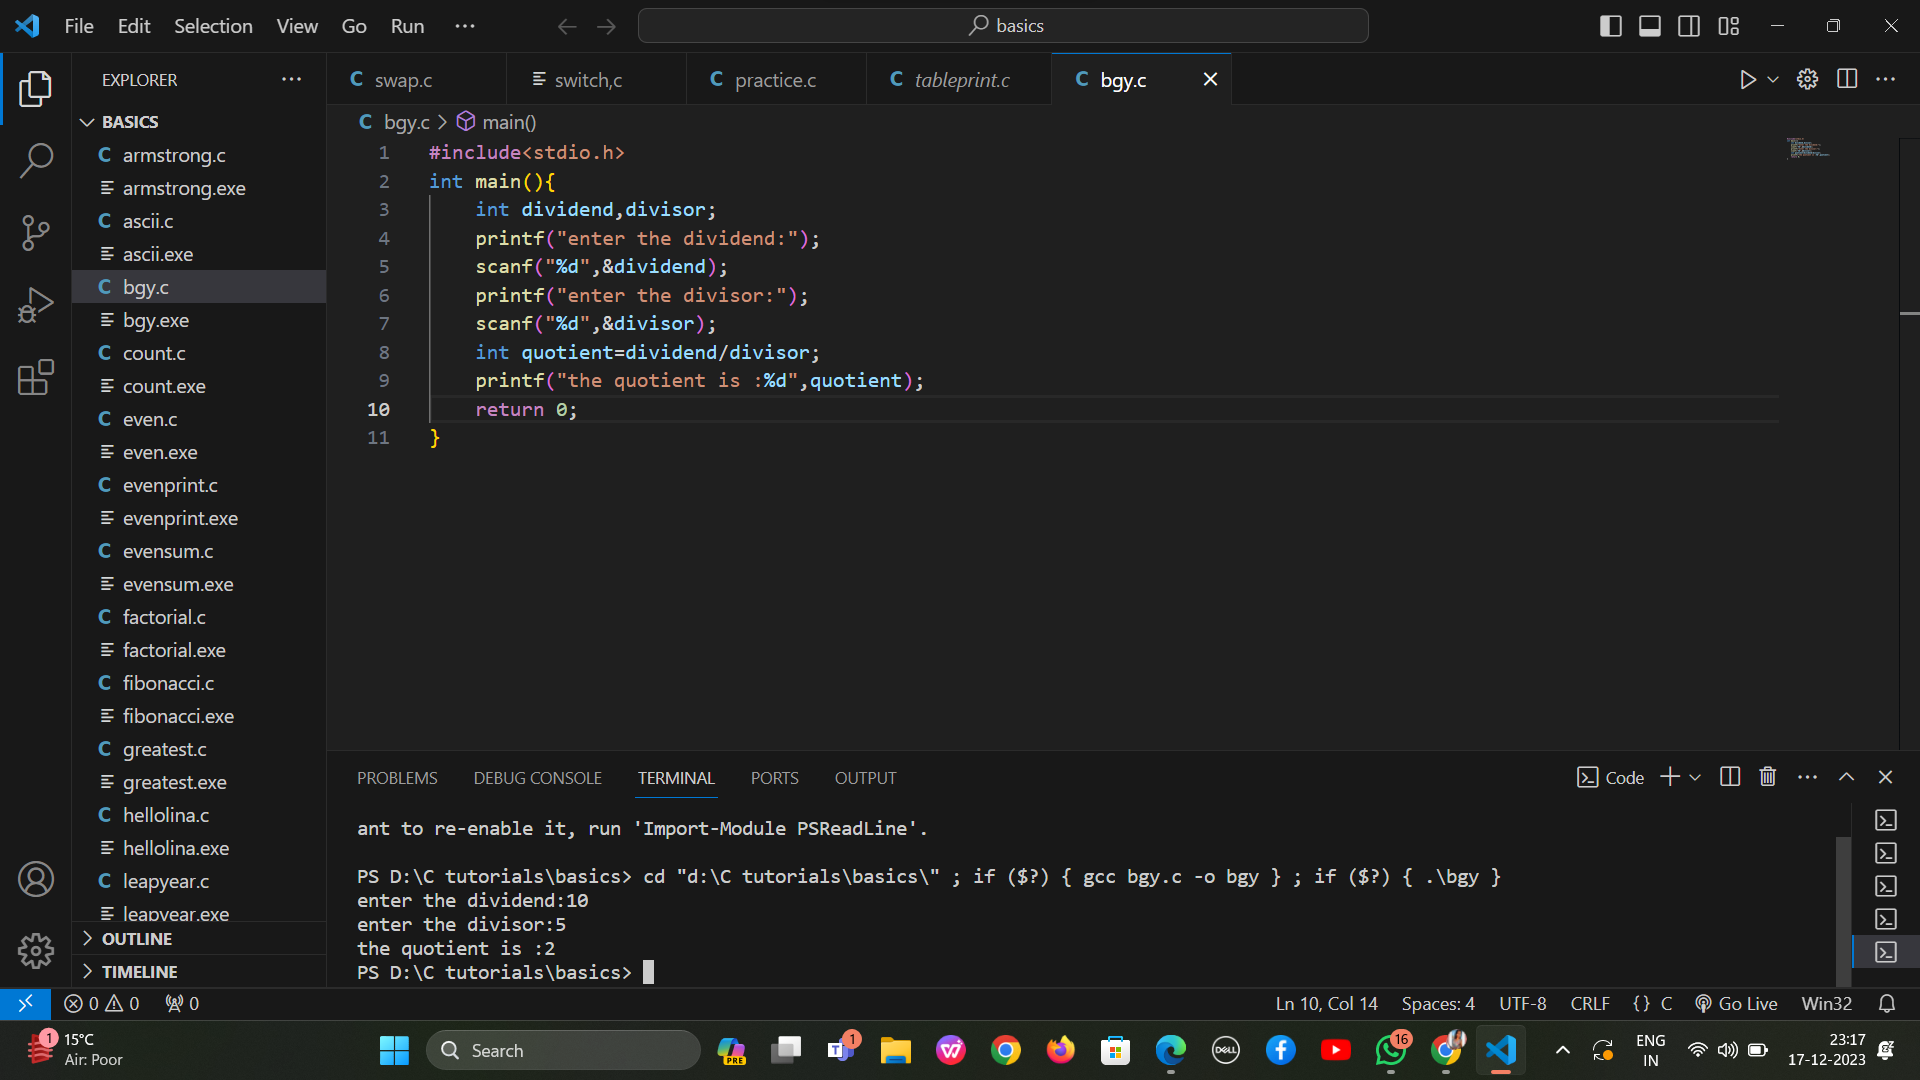 File Edit Selection View Go Run ··· basics
EXPLORER ···
BASICS
armstrong.c
armstrong.exe
ascii.c
ascii.exe
bgy.c
bgy.exe
count.c
count.exe
even.c
even.exe
evenprint.c
evenprint.exe
evensum.c
evensum.exe
factorial.c
factorial.exe
fibonacci.c
fibonacci.exe
greatest.c
greatest.exe
hellolina.c
hellolina.exe
leapyear.c
leapyear.exe
OUTLINE
TIMELINE
C swap.c switch,c C practice.c C tableprint.c C bgy.c
C bgy.c > main()
1 #include<stdio.h>
2 int main(){
3 int dividend,divisor;
4 printf("enter the dividend:");
5 scanf("%d",&dividend);
6 printf("enter the divisor:");
7 scanf("%d",&divisor);
8 int quotient=dividend/divisor;
9 printf("the quotient is :%d",quotient);
10 return 0;
11 }
PROBLEMS DEBUG CONSOLE TERMINAL PORTS OUTPUT Code
ant to re-enable it, run 'Import-Module PSReadLine'.
PS D:\C tutorials\basics> cd "d:\C tutorials\basics\" ; if ($?) { gcc bgy.c -o bgy } ; if ($?) { .\bgy }
enter the dividend:10
enter the divisor:5
the quotient is :2
PS D:\C tutorials\basics>
0 0 0 Ln 10, Col 14 Spaces: 4 UTF-8 CRLF {} C Go Live Win32
1 15°C
Air: Poor
Search PRE 1 DELL 16
ENG
IN
23:17
17-12-2023